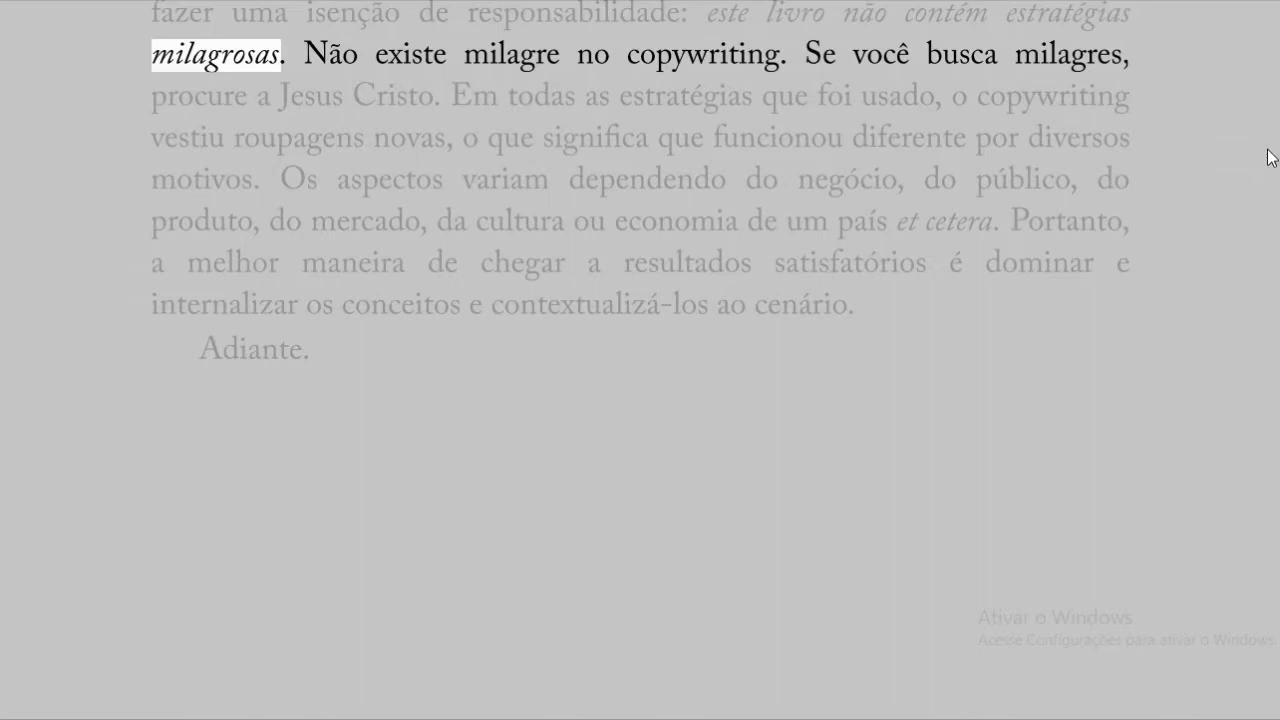 fazer uma isenção de responsabilidade: este livro não contém estratégias
milagrosas. Não existe milagre no copywriting. Se você busca milagres,
procure a Jesus Cristo. Em todas as estratégias que foi usado, o copywriting
vestiu roupagens novas, o que significa que funcionou diferente por diversos
motivos. Os aspectos variam dependendo do negócio, do público, do
produto, do mercado, da cultura ou economia de um país et cetera. Portanto,
a melhor maneira de chegar a resultados satisfatórios é dominar e
internalizar os conceitos e contextualizá-los ao cenário.
Adiante.
Ativar o Windows
Acesse Configurações para ativar o Windows.